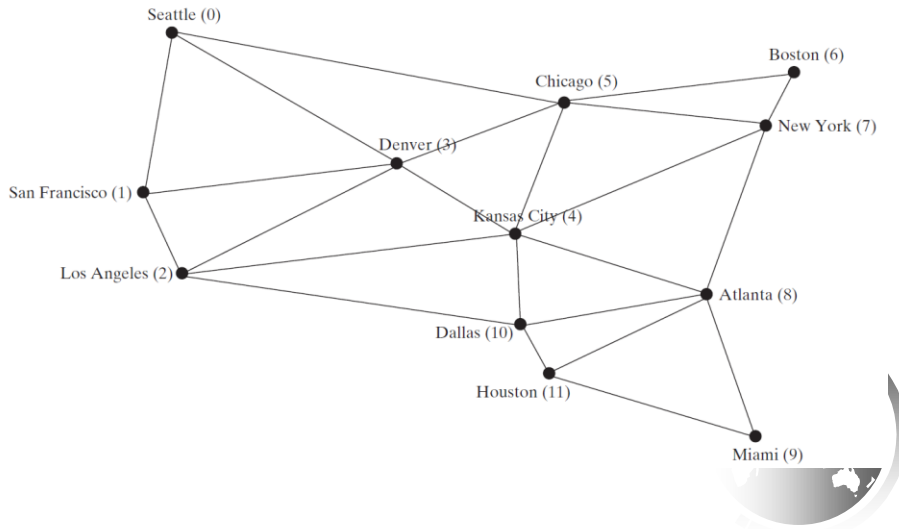 Seattle (0)
Boston (6)
Chicago (5)
New York (7)
Denver (3)
San Francisco (1)
Kansas City (4)
Los Angeles (2)
Atlanta (8)
Dallas (10)
Houston (11)
Miami (9)